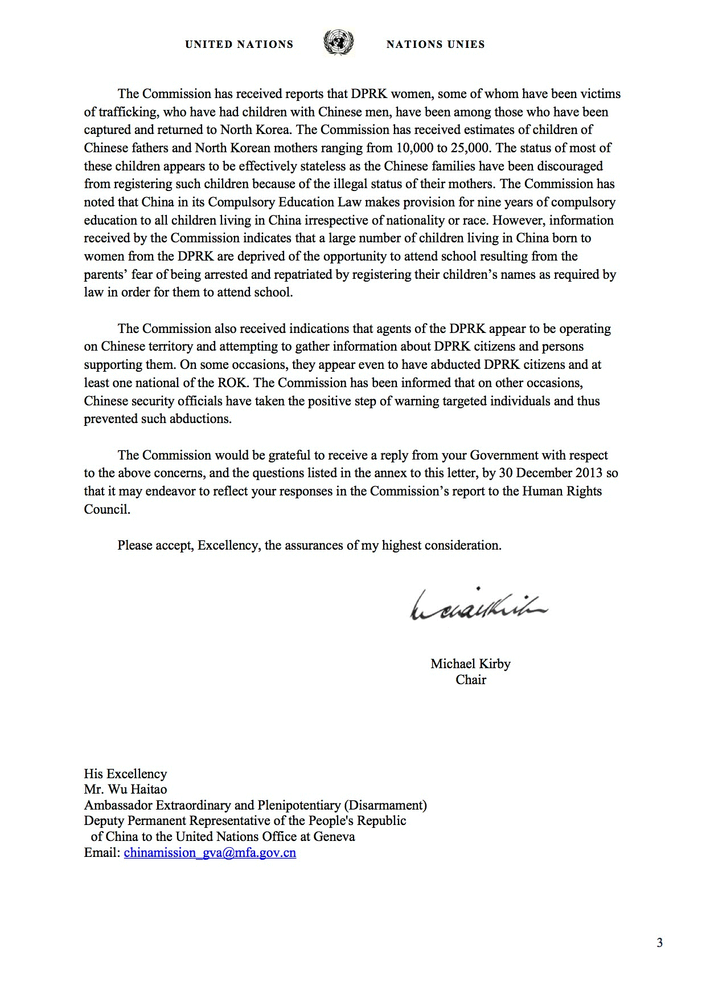 UNITED NATIONS NATIONS UNIES
The Commission has received reports that DPRK women, some of whom have been victims
of trafficking, who have had children with Chinese men, have been among those who have been
captured and returned to North Korea. The Commission has received estimates of children of
Chinese fathers and North Korean mothers ranging from 10,000 to 25,000. The status of most of
these children appears to be effectively stateless as the Chinese families have been discouraged
from registering such children because of the illegal status of their mothers. The Commission has
noted that China in its Compulsory Education Law makes provision for nine years of compulsory
education to all children living in China irrespective of nationality or race. However, information
received by the Commission indicates that a large number of children living in China born to
women from the DPRK are deprived of the opportunity to attend school resulting from the
parents’ fear of being arrested and repatriated by registering their children’s names as required by
law in order for them to attend school.
The Commission also received indications that agents of the DPRK appear to be operating
on Chinese territory and attempting to gather information about DPRK citizens and persons
supporting them. On some occasions, they appear even to have abducted DPRK citizens and at
least one national of the ROK. The Commission has been informed that on other occasions,
Chinese security officials have taken the positive step of warning targeted individuals and thus
prevented such abductions.
The Commission would be grateful to receive a reply from your Government with respect
to the above concerns, and the questions listed in the annex to this letter, by 30 December 2013 so
that it may endeavor to reflect your responses in the Commission’s report to the Human Rights
Council.
Please accept, Excellency, the assurances of my highest consideration.
Michael Kirby
Michael Kirby
Chair
His Excellency
Mr. Wu Haitao
Ambassador Extraordinary and Plenipotentiary (Disarmament)
Deputy Permanent Representative of the People's Republic
of China to the United Nations Office at Geneva
Email: chinamission_gva@mfa.gov.cn
3